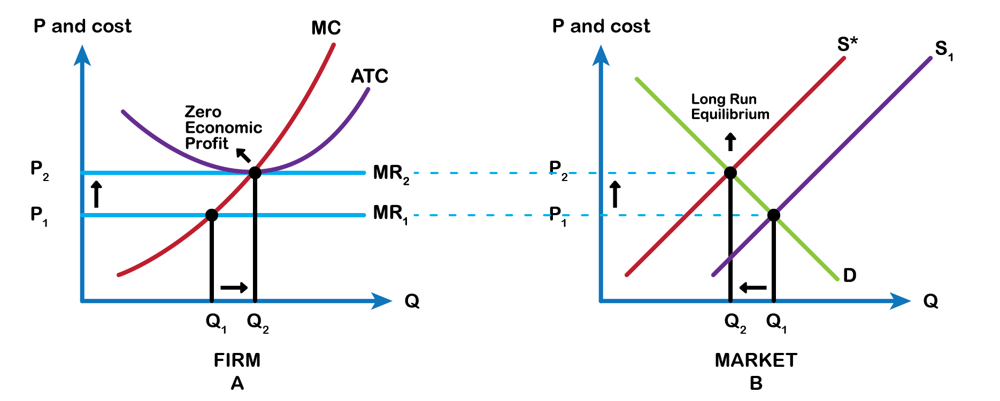 P and cost
MC
ATC
Zero
Economic
Profit
P2
MR2
P1
MR1
Q
Q1
Q2
FIRM
A
P and cost
S*
S1
Long Run
Equilibrium
P2
P1
D
Q
Q2
Q1
MARKET
B